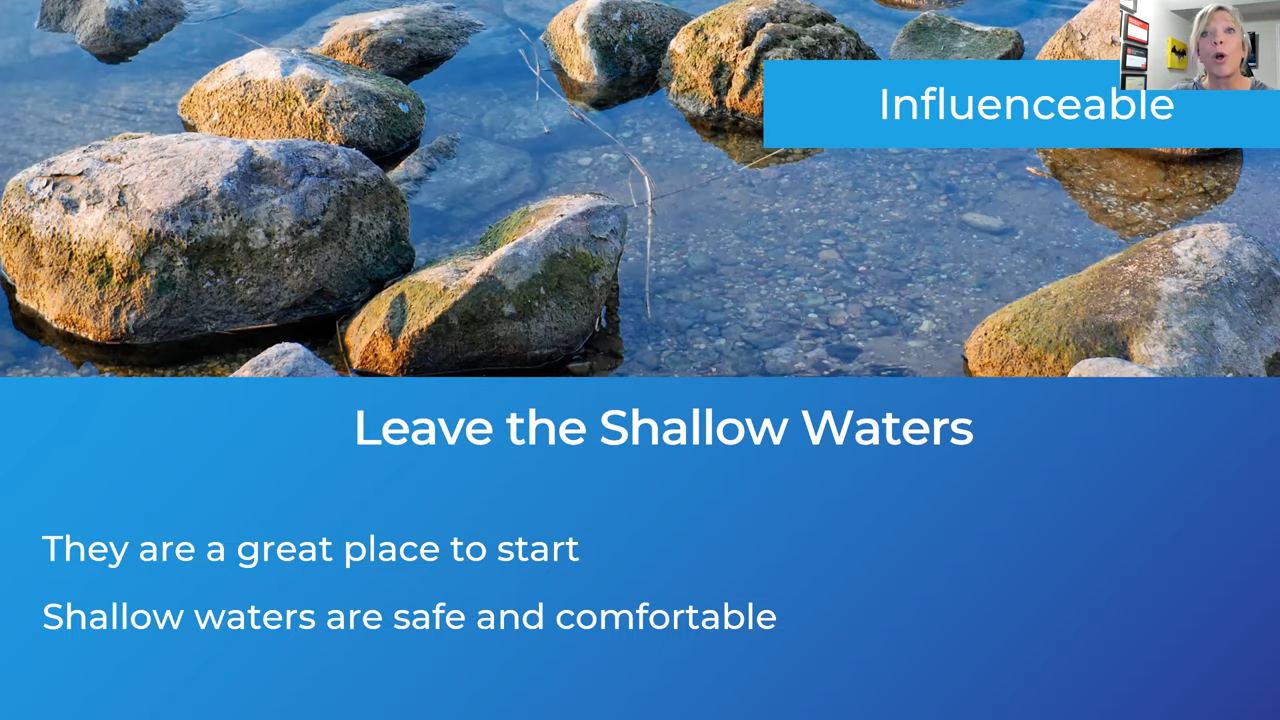 Influenceable
Leave the Shallow Waters
They are a great place to start
Shallow waters are safe and comfortable